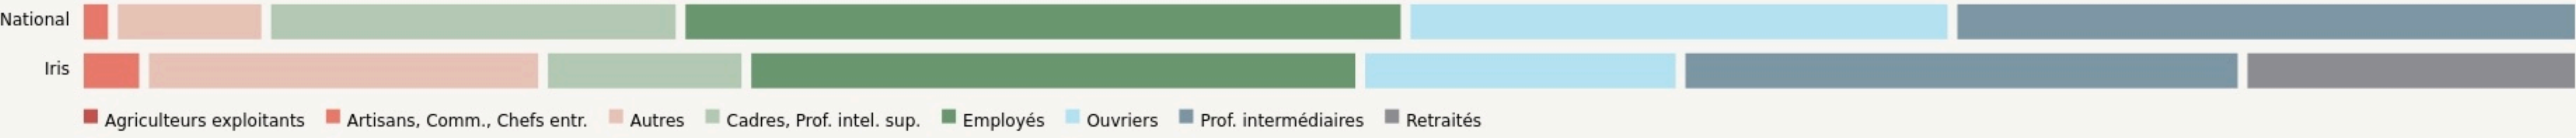 National
Iris
Agriculteurs exploitants Artisans, Comm., Chefs entr. Autres Cadres, Prof. intel. sup. Employés Ouvriers Prof. intermédiaires Retraités